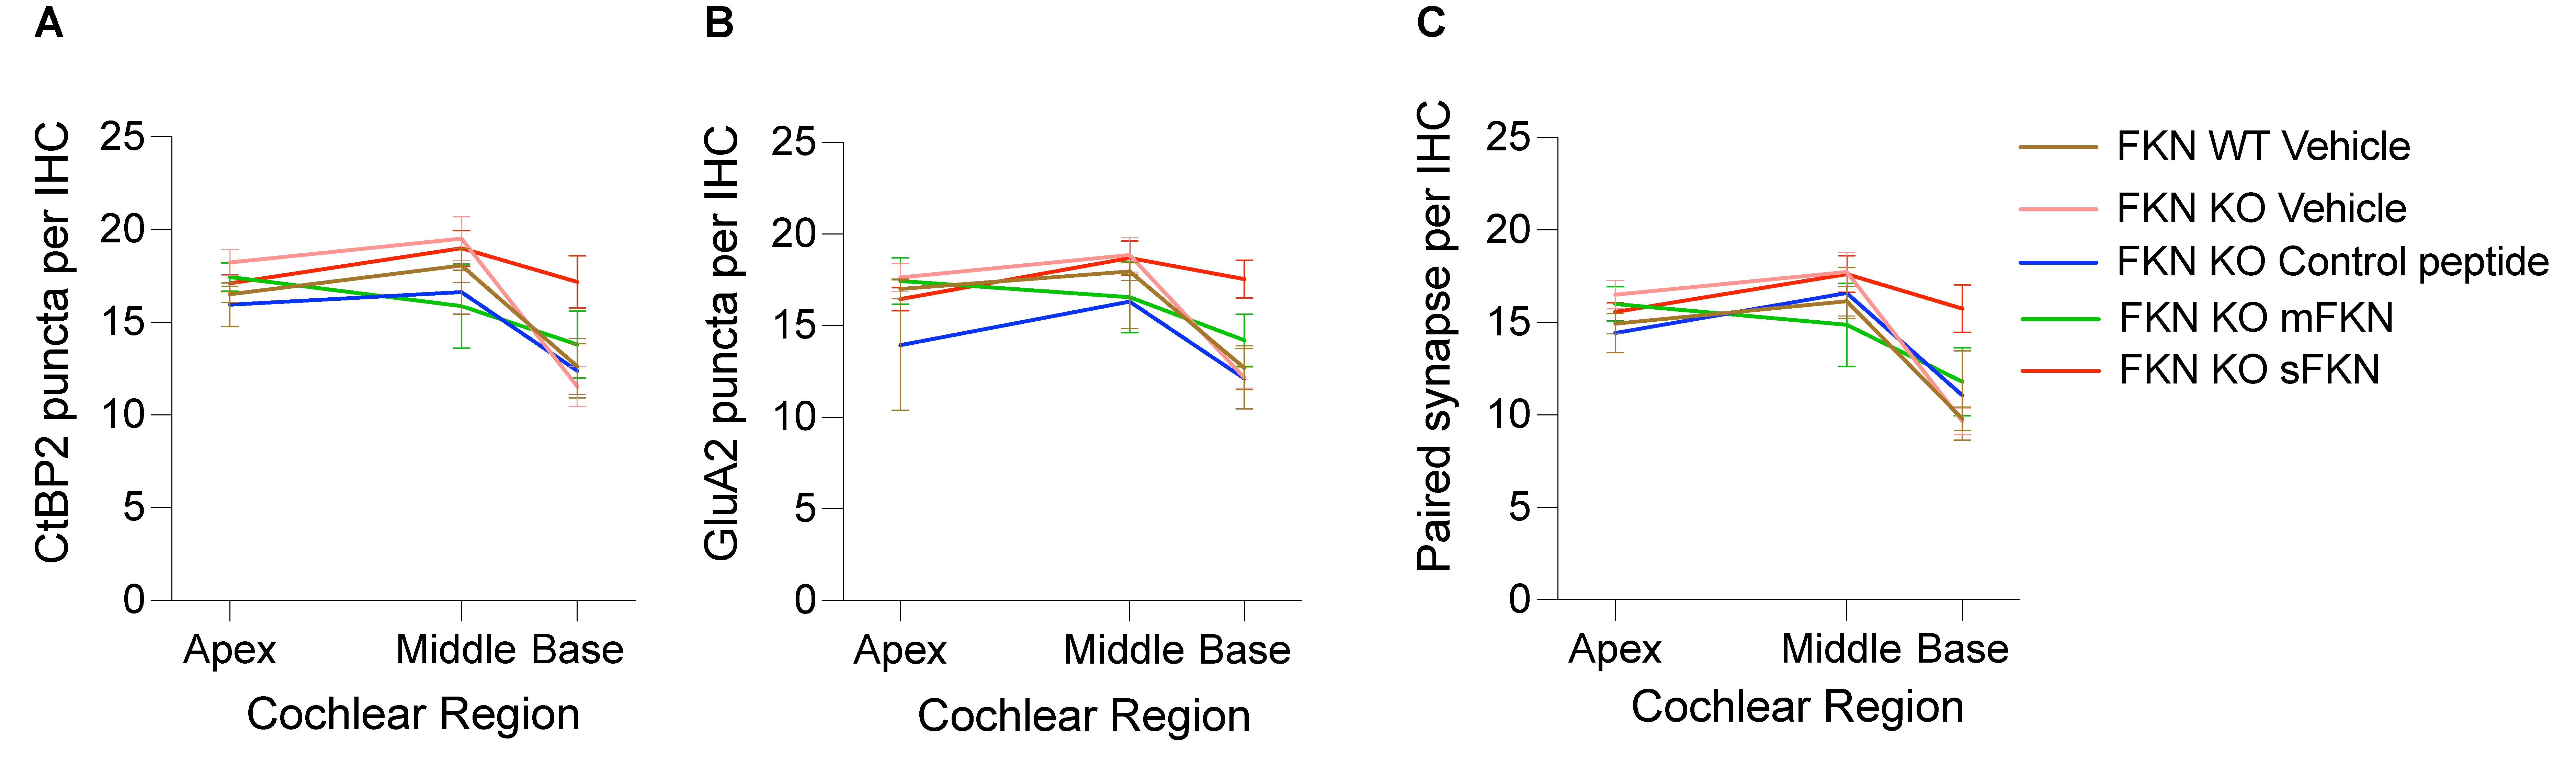 A
CtBP2 puncta per IHC
25
20
15
10
5
0
Apex
Middle
Base
Cochlear Region
B
GluA2 puncta per IHC
25
20
15
10
5
0
Apex
Middle
Base
Cochlear Region
C
Paired synapse per IHC
25
20
15
10
5
0
Apex
Middle
Base
Cochlear Region
FKN WT Vehicle
FKN KO Vehicle
FKN KO Control peptide
FKN KO mFKN
FKN KO sFKN